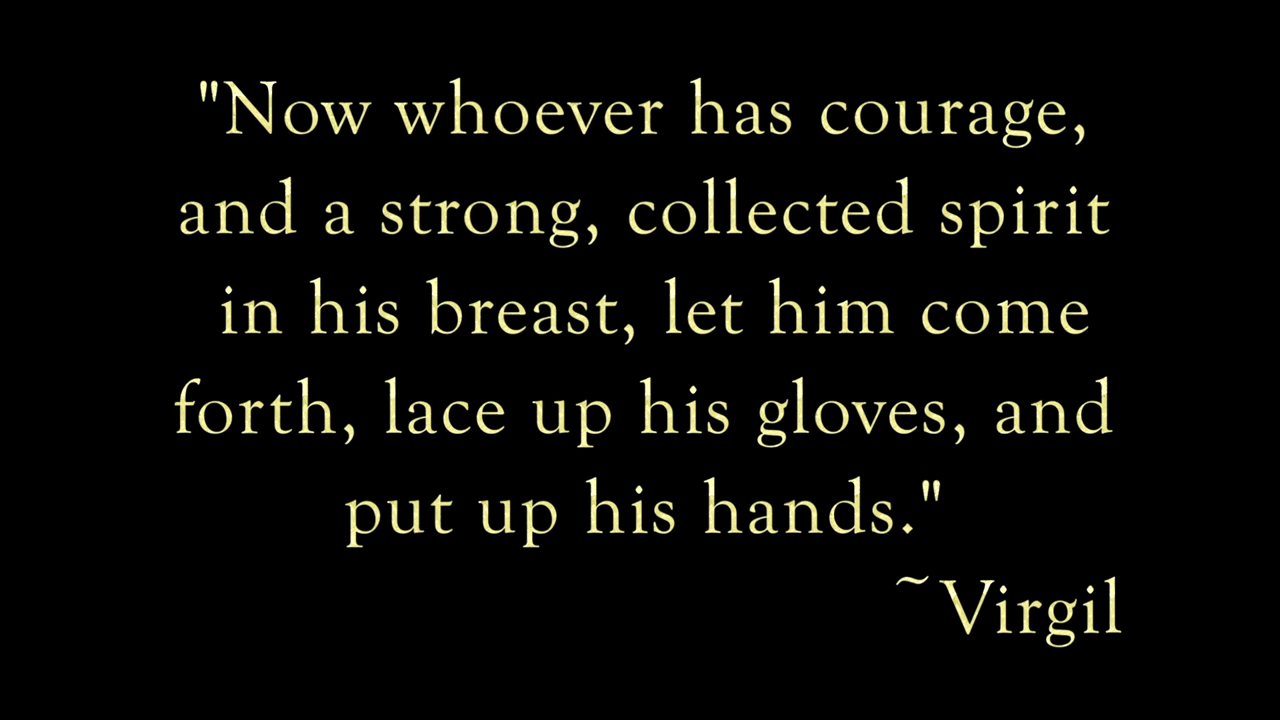 "Now whoever has courage,
and a strong, collected spirit
in his breast, let him come
forth, lace up his gloves, and
put up his hands."
~Virgil